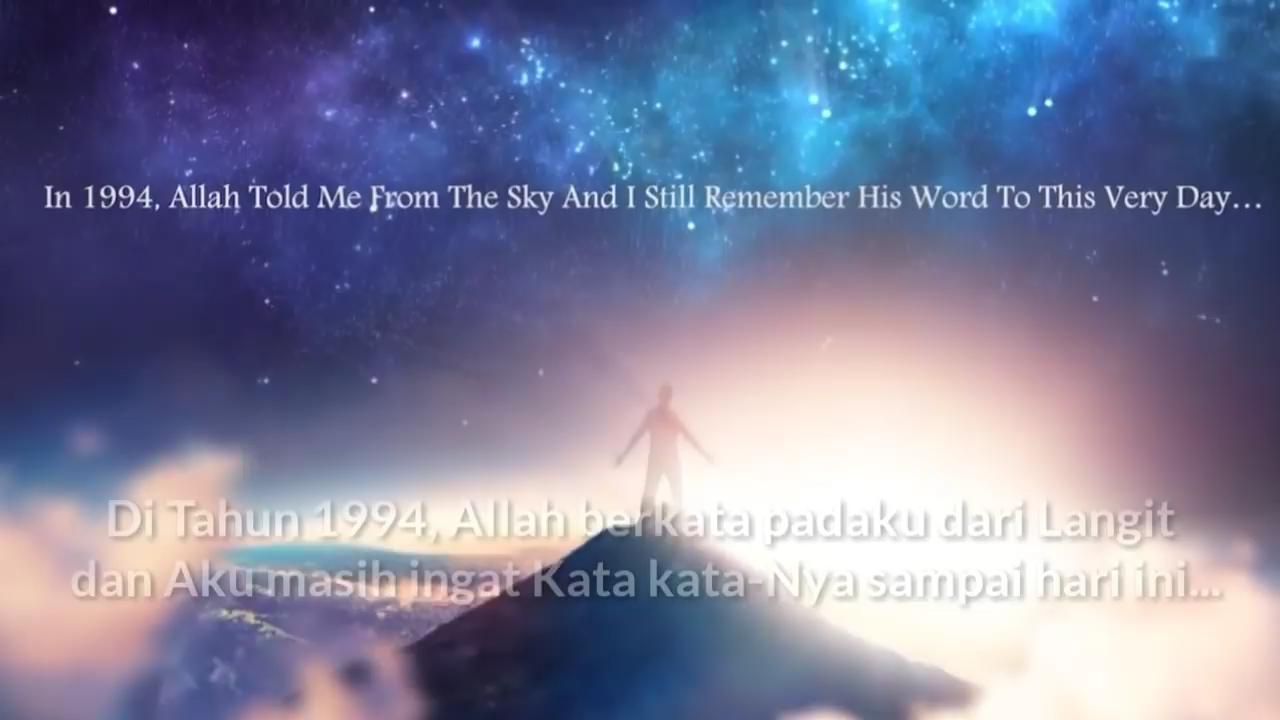 In 1994, Allah Told Me From The Sky And I Still Remember His Word To This Very Day...
Di Tahun 1994, Allah berkata padaku dari Langit
dan Aku masih ingat Kata kata-Nya sampai hari ini...